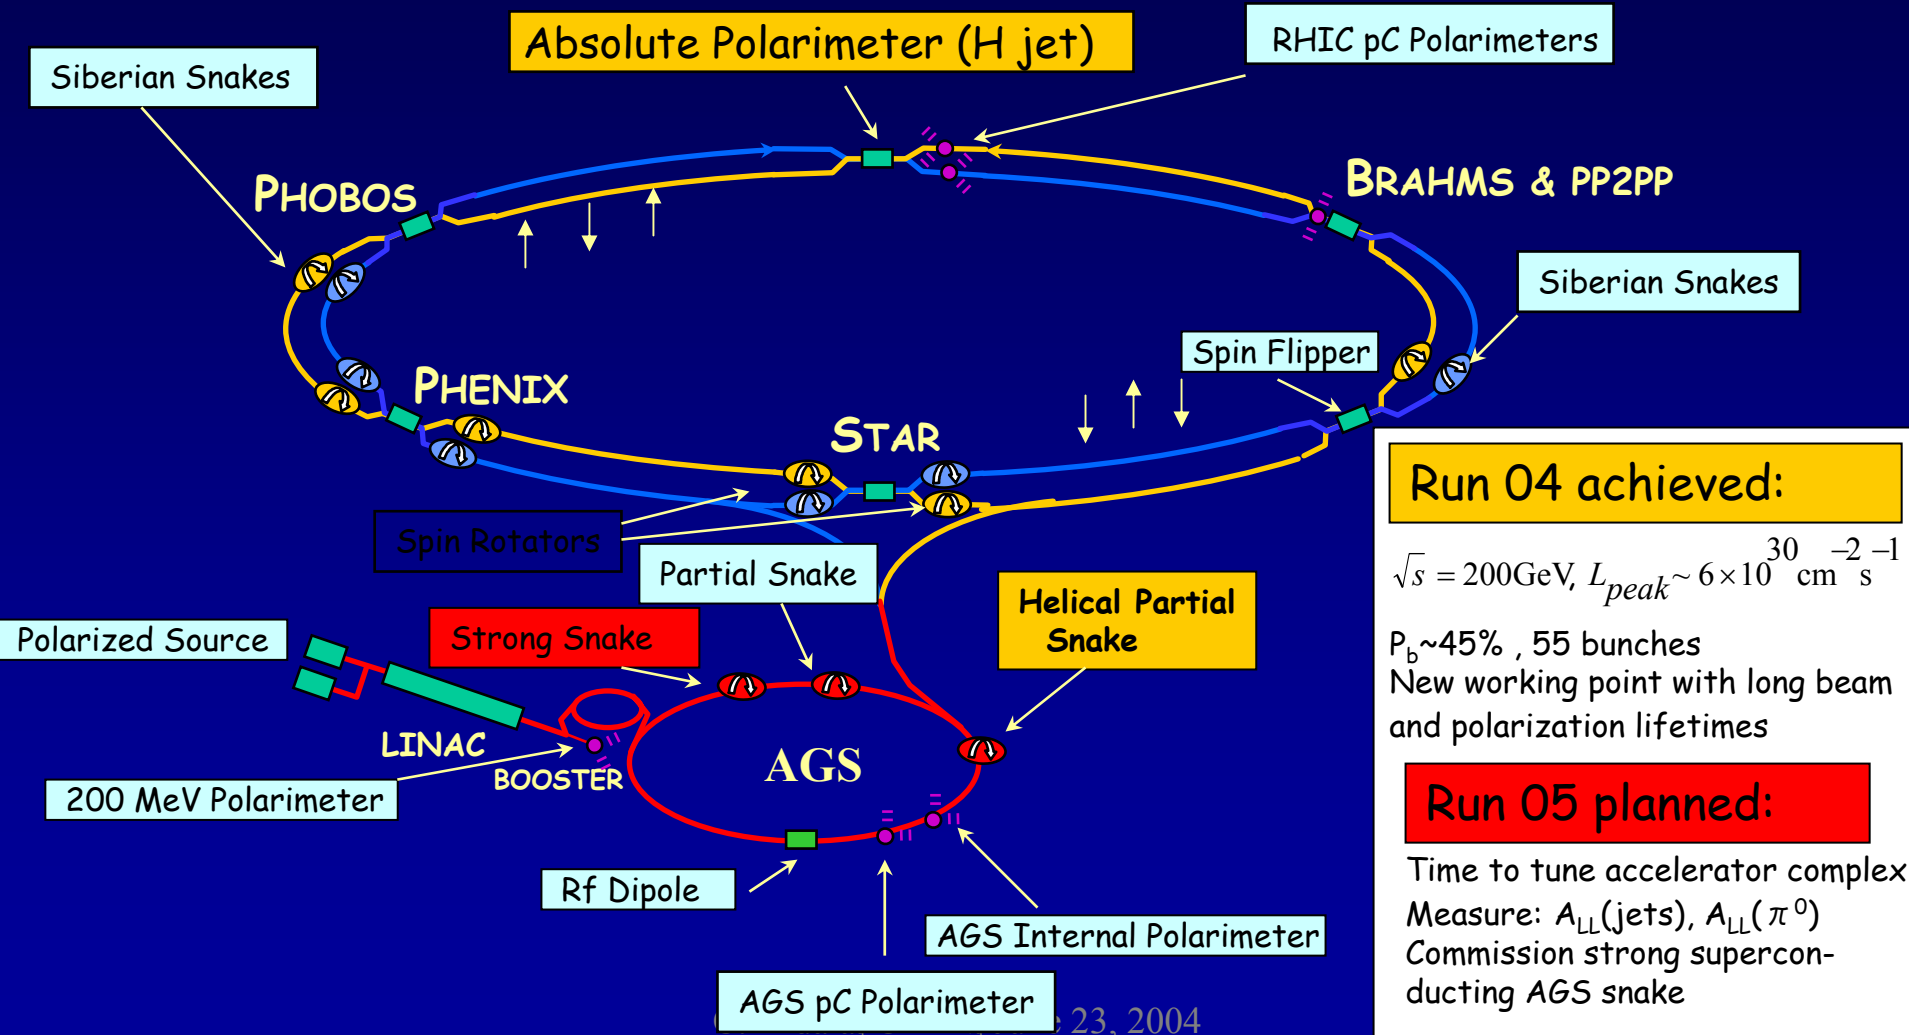 Absolute Polarimeter (H jet)
RHIC pC Polarimeters
Siberian Snakes
PHOBOS
BRAHMS & PP2PP
Siberian Snakes
Spin Flipper
PHENIX
STAR
Spin Rotators
Partial Snake
Helical Partial
Snake
Strong Snake
Polarized Source
LINAC
BOOSTER
AGS
200 MeV Polarimeter
Rf Dipole
AGS Internal Polarimeter
AGS pC Polarimeter
23, 2004
Run 04 achieved:
√s = 200GeV, L_peak ~ 6×10^30 cm^−2 s^−1
P_b~45% , 55 bunches
New working point with long beam
and polarization lifetimes
Run 05 planned:
Time to tune accelerator complex
Measure: A_LL(jets), A_LL(π^0)
Commission strong supercon-
ducting AGS snake